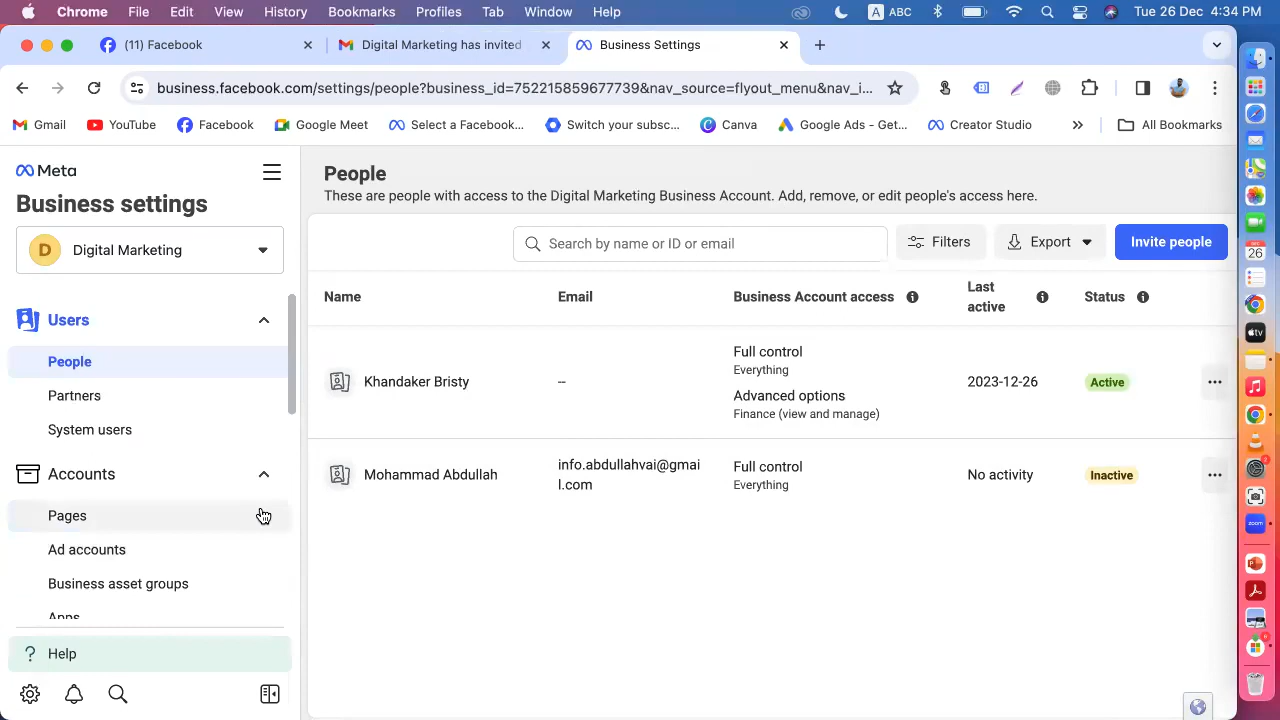 Chrome File Edit View History Bookmarks Profiles Tab Window Help A ABC Tue 26 Dec 4:34 PM
(11) Facebook
Digital Marketing has invited
Business Settings
business.facebook.com/settings/people?business_id=752215859677739&nav_source=flyout_menu&nav_i...
Gmail YouTube Facebook Google Meet Select a Facebook... Switch your subsc... Canva Google Ads - Get... Creator Studio » All Bookmarks
Meta
Business settings
D Digital Marketing
Users
People
Partners
System users
Accounts
Pages
Ad accounts
Business asset groups
Apps
? Help
People
These are people with access to the Digital Marketing Business Account. Add, remove, or edit people's access here.
Search by name or ID or email
Filters
Export
Invite people
Name Email Business Account access Last active Status
Khandaker Bristy -- Full control
Everything
Advanced options
Finance (view and manage)
2023-12-26 Active
Mohammad Abdullah info.abdullahvai@gmai
l.com
Full control
Everything
No activity Inactive
26
tv
zoom